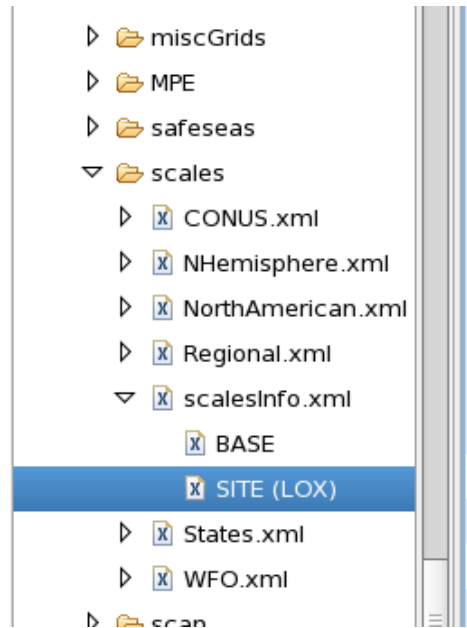 miscGrids
MPE
safeseas
scales
CONUS.xml
NHemisphere.xml
NorthAmerican.xml
Regional.xml
scalesInfo.xml
BASE
SITE (LOX)
States.xml
WFO.xml
scan